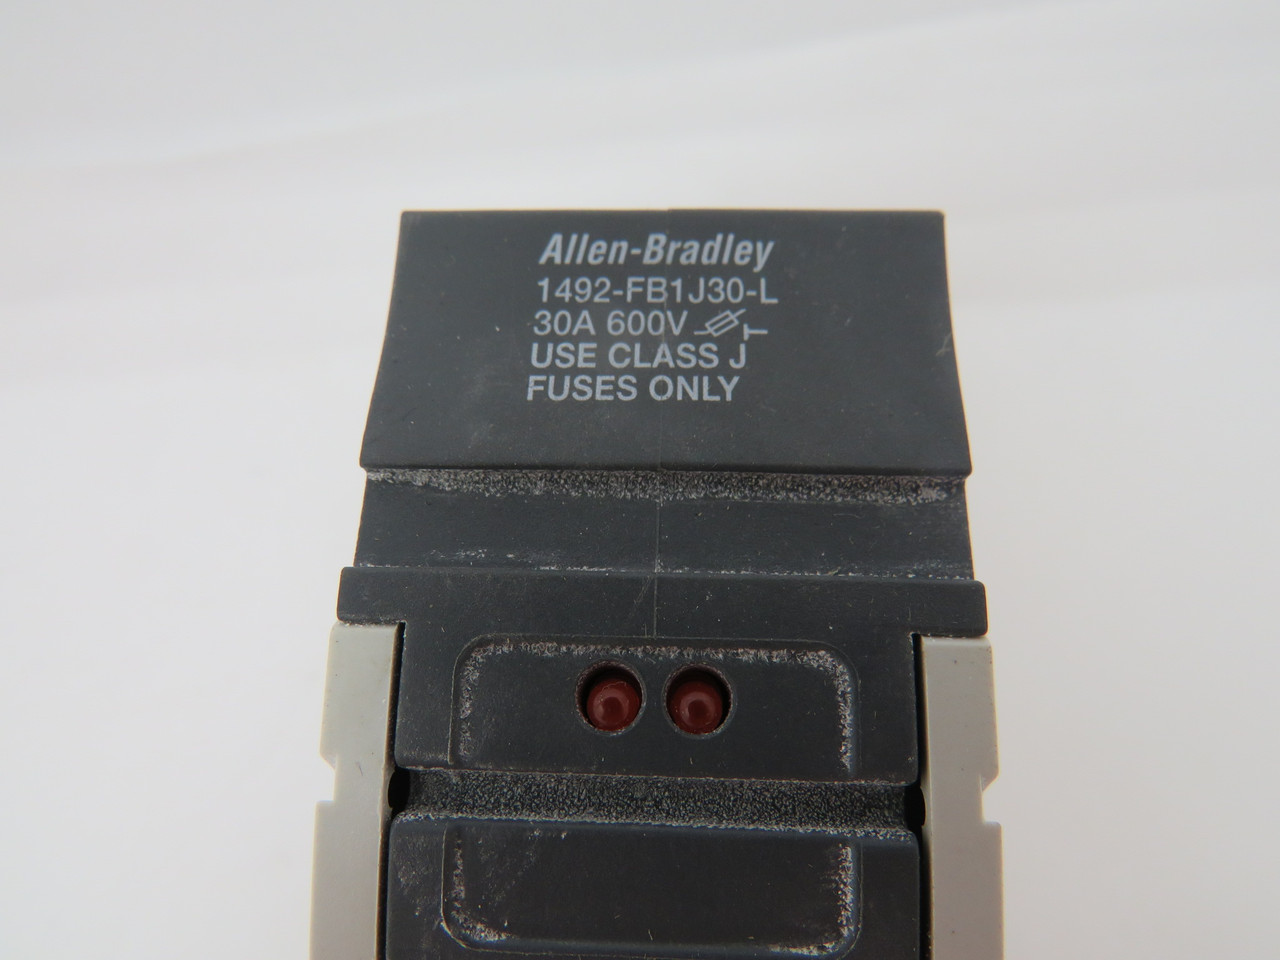 Allen-Bradley
1492-FB1J30-L
30A 600V
USE CLASS J
FUSES ONLY